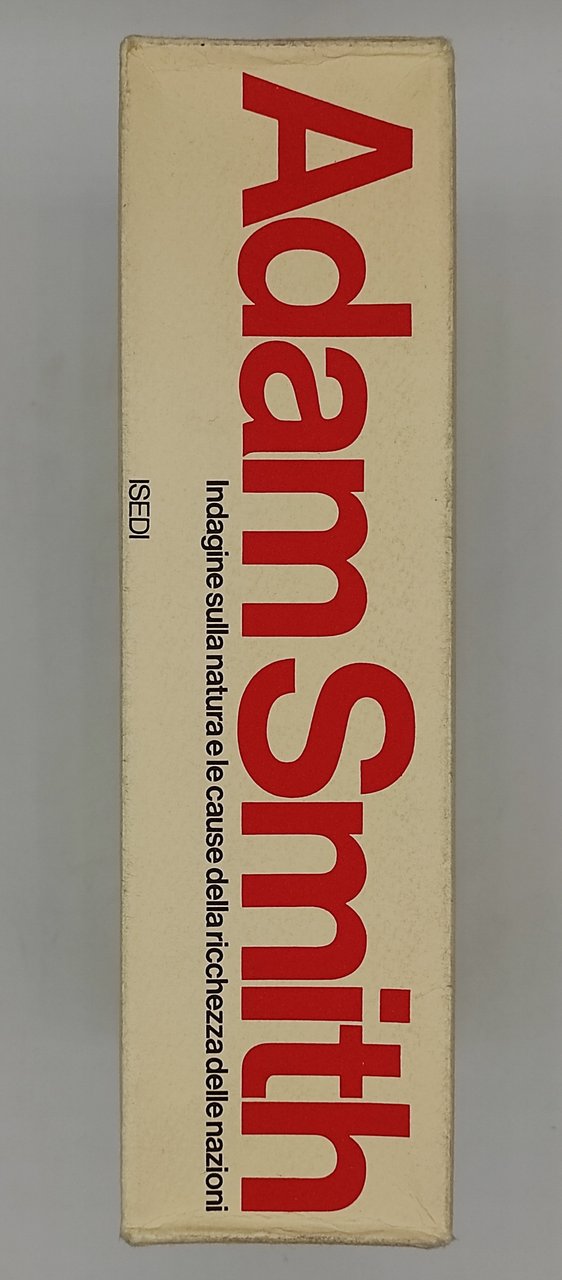 Adam Smith
Indagine sulla natura e le cause della ricchezza delle nazioni
ISEDI